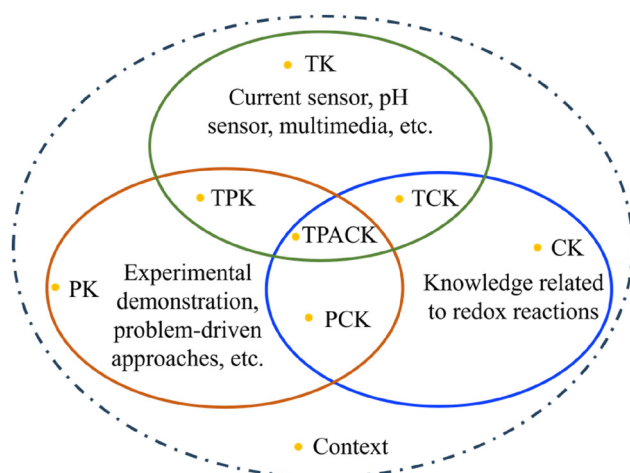 TK
Current sensor, pH
sensor, multimedia, etc.
TPK
TCK
TPACK
CK
PK
Experimental
demonstration,
problem-driven
approaches, etc.
Knowledge related
to redox reactions
PCK
Context